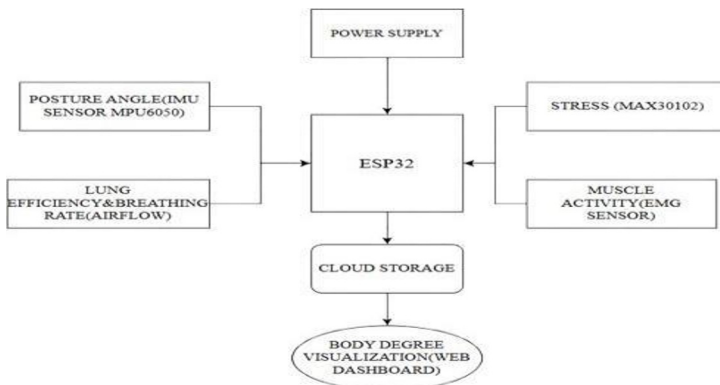 POWER SUPPLY
POSTURE ANGLE(IMU
SENSOR MPU6050)
STRESS (MAX30102)
ESP32
LUNG
EFFICIENCY&BREATHING
RATE(AIRFLOW)
MUSCLE
ACTIVITY(EMG
SENSOR)
CLOUD STORAGE
BODY DEGREE
VISUALIZATION(WEB
DASHBOARD)